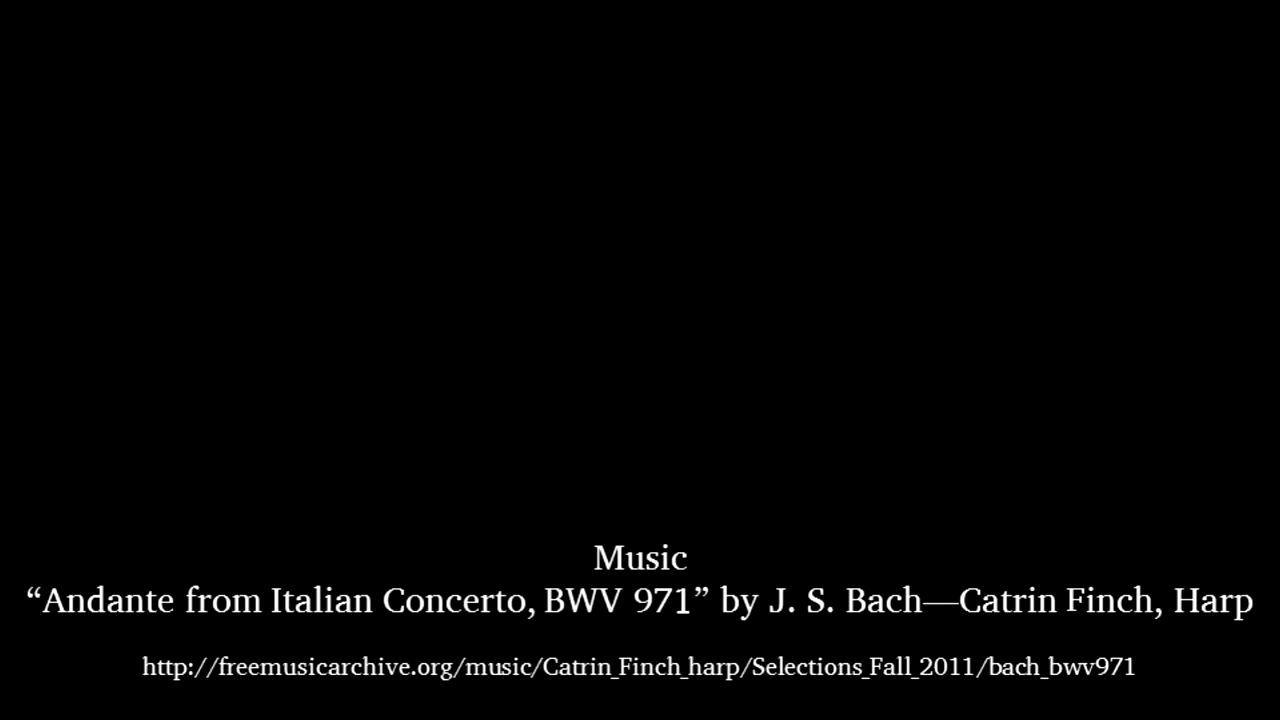 Music
“Andante from Italian Concerto, BWV 971” by J. S. Bach—Catrin Finch, Harp
http://freemusicarchive.org/music/Catrin_Finch_harp/Selections_Fall_2011/bach_bwv971